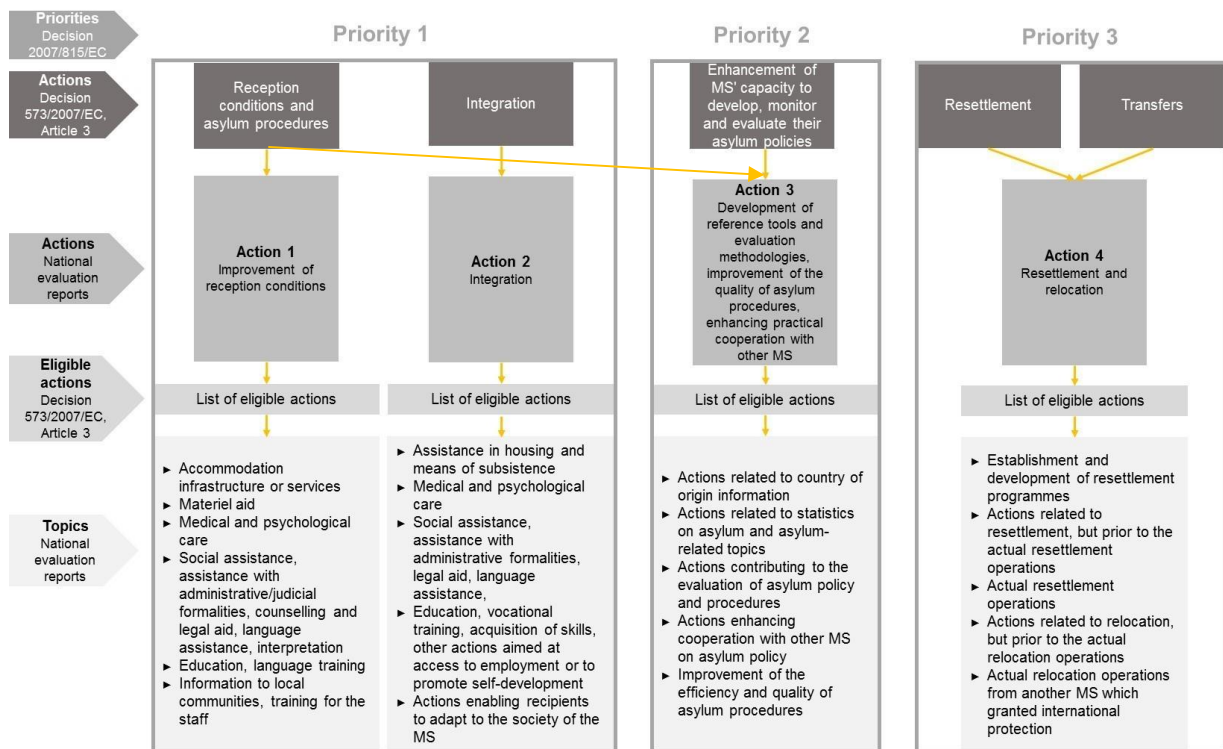 Priorities
Decision
2007/815/EC
Priority 1
Priority 2
Priority 3
Actions
Decision
573/2007/EC,
Article 3
Reception
conditions and
asylum procedures
Integration
Enhancement of
MS' capacity to
develop, monitor
and evaluate their
asylum policies
Resettlement
Transfers
Actions
National
evaluation
reports
Action 1
Improvement of
reception conditions
Action 2
Integration
Action 3
Development of
reference tools and
evaluation
methodologies,
improvement of the
quality of asylum
procedures,
enhancing practical
cooperation with
other MS
Action 4
Resettlement and
relocation
Eligible
actions
Decision
573/2007/EC,
Article 3
List of eligible actions
List of eligible actions
List of eligible actions
List of eligible actions
Topics
National
evaluation
reports
► Accommodation
infrastructure or services
► Materiel aid
► Medical and psychological
care
► Social assistance,
assistance with
administrative/judicial
formalities, counselling and
legal aid, language
assistance, interpretation
► Education, language training
► Information to local
communities, training for the
staff
► Assistance in housing and
means of subsistence
► Medical and psychological
care
► Social assistance,
assistance with
administrative formalities,
legal aid, language
assistance,
► Education, vocational
training, acquisition of skills,
other actions aimed at
access to employment or to
promote self-development
► Actions enabling recipients
to adapt to the society of the
MS
► Actions related to country of
origin information
► Actions related to statistics
on asylum and asylum-
related topics
► Actions contributing to the
evaluation of asylum policy
and procedures
► Actions enhancing
cooperation with other MS
on asylum policy
► Improvement of the
efficiency and quality of
asylum procedures
► Establishment and
development of resettlement
programmes
► Actions related to
resettlement, but prior to the
actual resettlement
operations
► Actual resettlement
operations
► Actions related to relocation,
but prior to the actual
relocation operations
► Actual relocation operations
from another MS which
granted international
protection